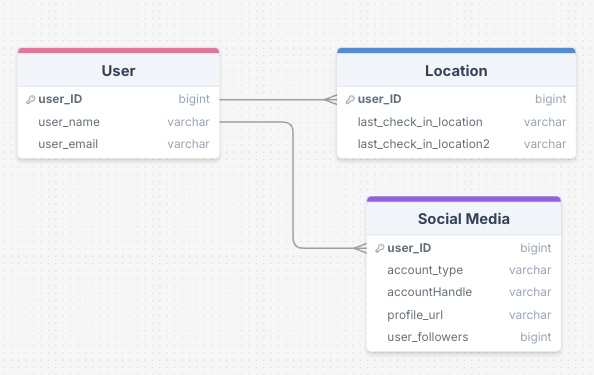 User
user_ID bigint
user_name varchar
user_email varchar
Location
user_ID bigint
last_check_in_location varchar
last_check_in_location2 varchar
Social Media
user_ID bigint
account_type varchar
accountHandle varchar
profile_url varchar
user_followers bigint